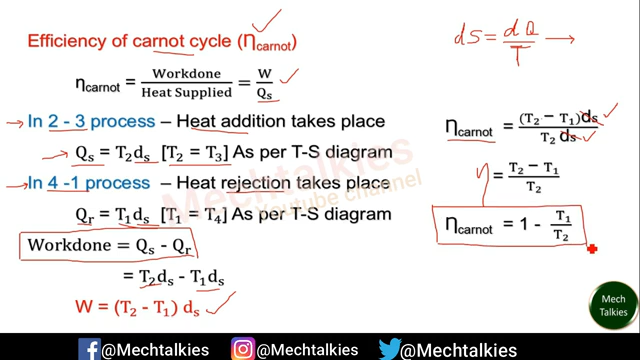 Efficiency of carnot cycle (ηcarnot)
ηcarnot = Workdone / Heat Supplied = W / Qs
In 2 - 3 process – Heat addition takes place
Qs = T2ds [T2 = T3] As per T-S diagram
In 4 -1 process – Heat rejection takes place
Qr = T1ds [T1 = T4] As per T-S diagram
Workdone = Qs - Qr
= T2ds - T1ds
W = (T2 - T1) ds
dS = dQ / T →
ηcarnot = (T2 − T1)ds / T2 ds
η = T2 − T1 / T2
ηcarnot = 1 - T1 / T2
Mechtalkies
Youtube channel
Mech
Talkies
@Mechtalkies
@Mechtalkies
@Mechtalkies